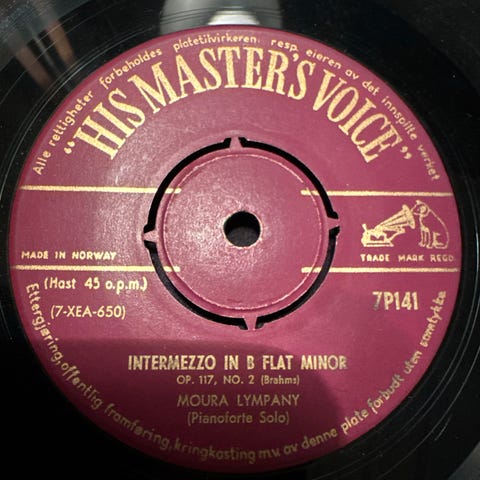 Alle rettigheter forbeholdes platetilvirkeren, resp. eieren av det innspilte verket
"HIS MASTER'S VOICE"
MADE IN NORWAY
TRADE MARK REGD.
(Hast 45 o.p.m.)
7P141
(7-XEA-650)
INTERMEZZO IN B FLAT MINOR
OP. 117, NO. 2 (Brahms)
MOURA LYMPANY
(Pianoforte Solo)
Ettergjøring, offentlig framføring, kringkasting m.v. av denne plate forbudt uten samtykke